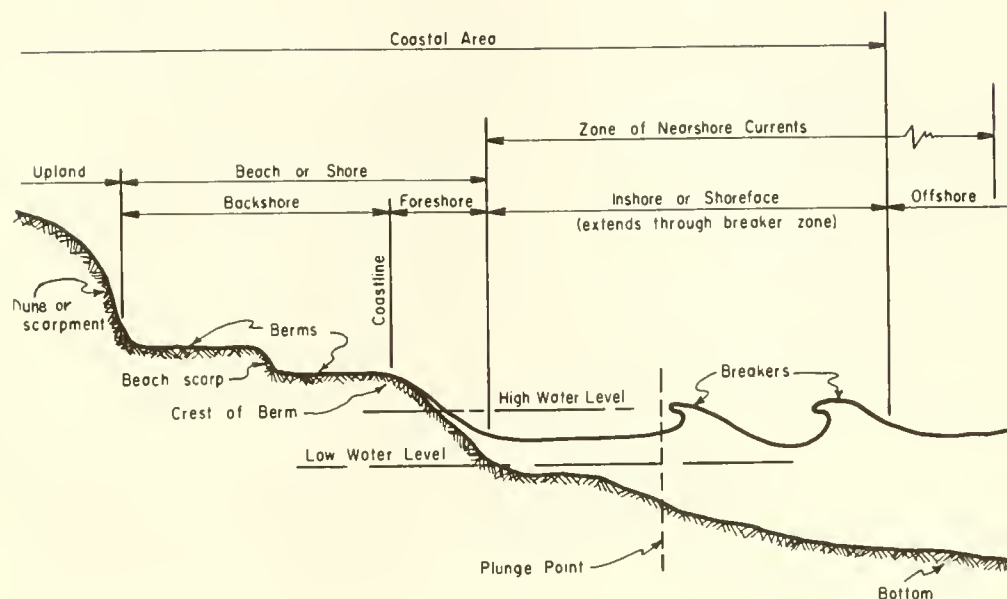 Coastal Area
Zone of Nearshore Currents
Upland
Beach or Shore
Backshore
Foreshore
Inshore or Shoreface
(extends through breaker zone)
Offshore
Coastline
Dune or
scarpment
Berms
Beach scarp
Crest of Berm
High Water Level
Breakers
Low Water Level
Plunge Point
Bottom